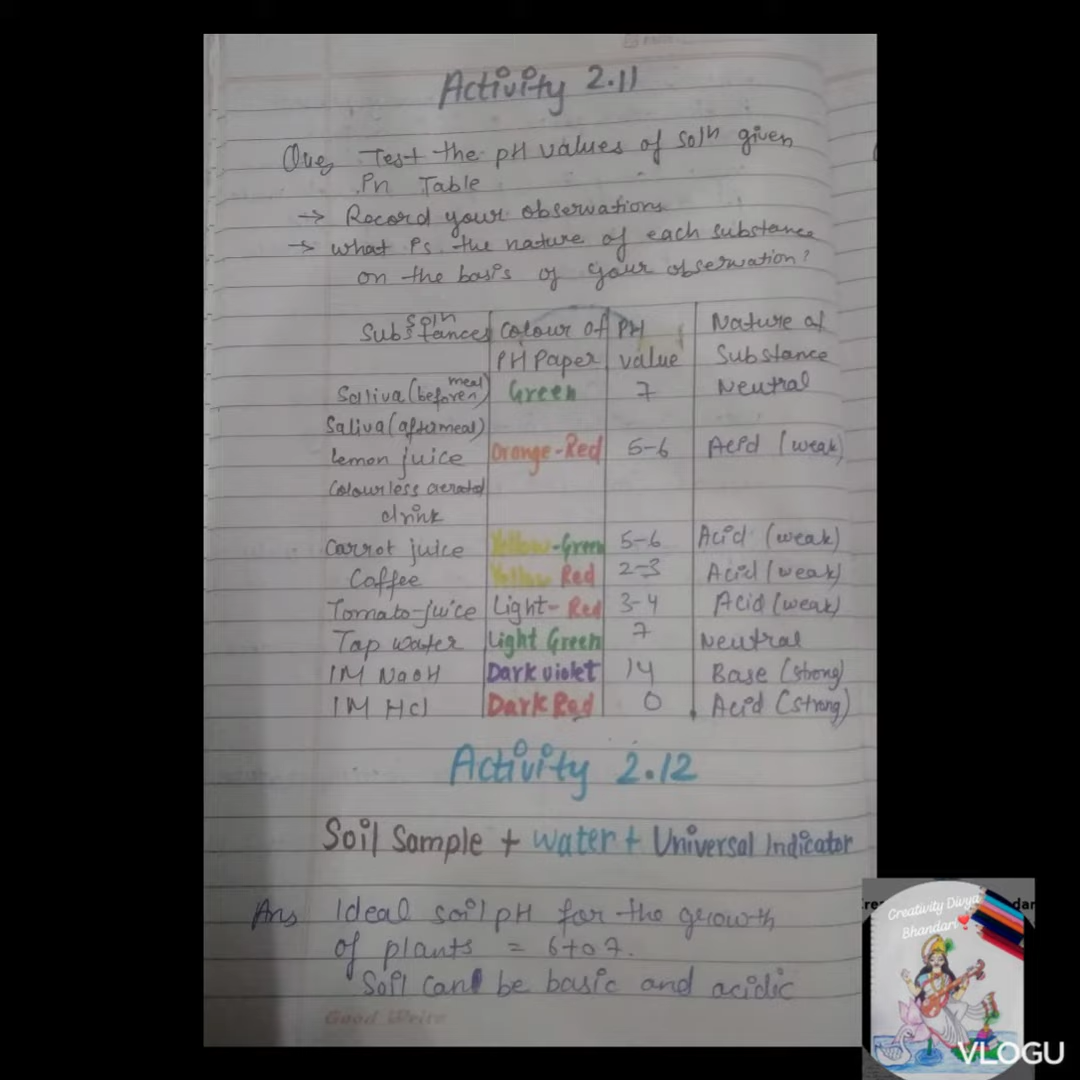 Activity 2.11
Que, Test the pH values of soln given
in Table
→ Record your observations
→ what is the nature of each substance
on the basis of your observation?
soln
Substances Colour of PH Nature of
PH Paper value Substance
Saliva (before meal) Green 7 Neutral
Saliva (after meal)
Lemon juice Orange-Red 5-6 Acid (weak)
Colourless aerated
drink
Carrot juice Yellow-Green 5-6 Acid (weak)
Coffee Yellow Red 2-3 Acid (weak)
Tomato-juice Light-Red 3-4 Acid (weak)
Tap water Light Green 7 Neutral
1M NaOH Dark violet 14 Base (strong)
1M HCl Dark Red 0 Acid (strong)
Activity 2.12
Soil Sample + water + Universal Indicator
Ans Ideal soil pH for the growth
of plants = 6 to 7.
Soil can be basic and acidic
Good Write
Creativity Divya
Bhandari
VLOGU